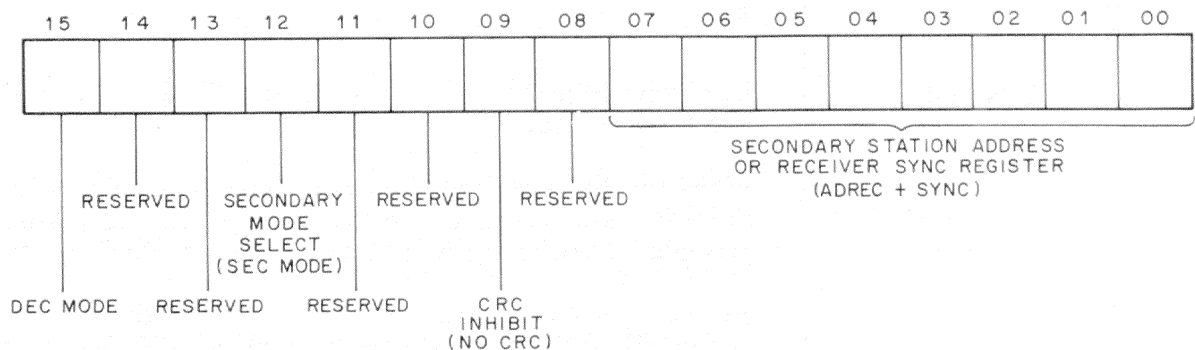 15 14 13 12 11 10 09 08 07 06 05 04 03 02 01 00
SECONDARY STATION ADDRESS
OR RECEIVER SYNC REGISTER
(ADREC + SYNC)
RESERVED
SECONDARY
MODE
SELECT
(SEC MODE)
RESERVED
RESERVED
DEC MODE
RESERVED
RESERVED
CRC
INHIBIT
(NO CRC)